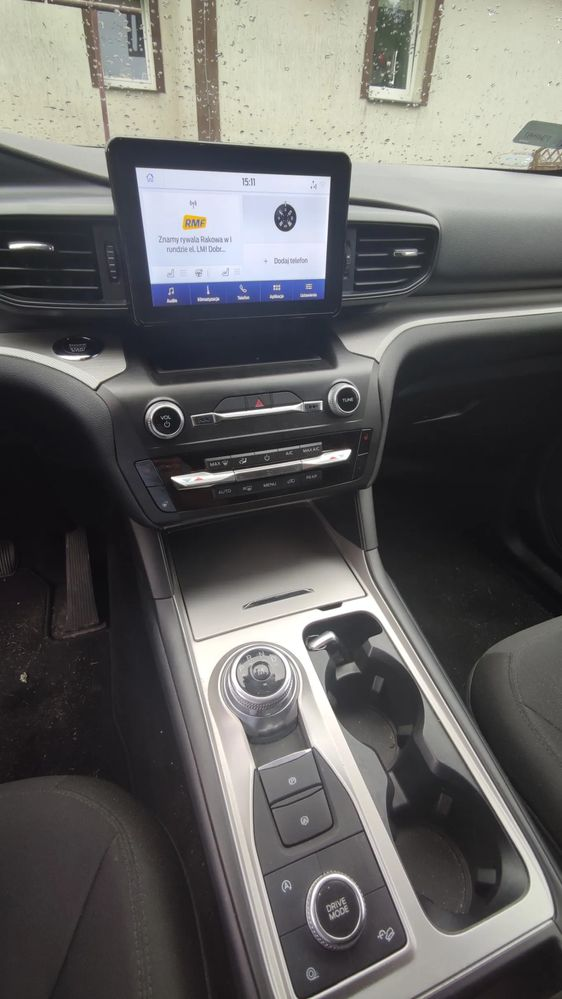 15:11
RMF
Znamy rywala Rakowa w I
rundzie el. LM! Dobr...
+ Dodaj telefon
Audio
Klimatyzacja
Telefon
Aplikacje
Ustawienia
VOL
TUNE
MAX
A/C
MAX A/C
AUTO
MENU
REAR
R N D
DRIVE
MODE